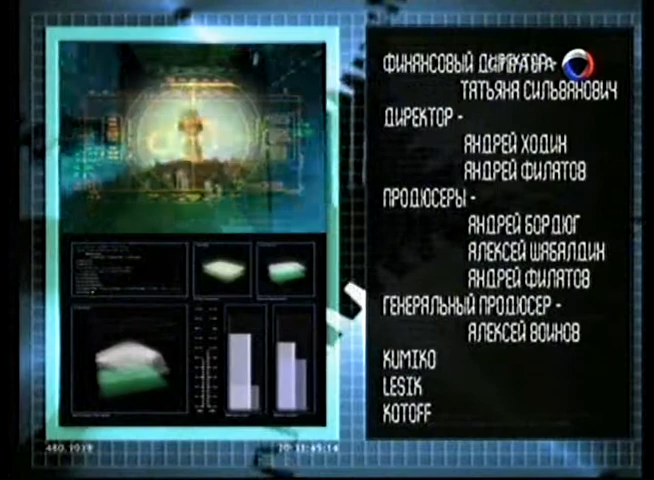 ФИНАНСОВЫЙ ДИРЕКТОР -
ТАТЬЯНА СИЛЬВАНОВИЧ
ДИРЕКТОР -
АНДРЕЙ ХОДИН
АНДРЕЙ ФИЛАТОВ
ПРОДЮСЕРЫ -
АНДРЕЙ БОРДЮГ
АЛЕКСЕЙ ШАБАЛДИН
АНДРЕЙ ФИЛАТОВ
ГЕНЕРАЛЬНЫЙ ПРОДЮСЕР -
АЛЕКСЕЙ ВОИНОВ
KUMIKO
LESIK
KOTOFF